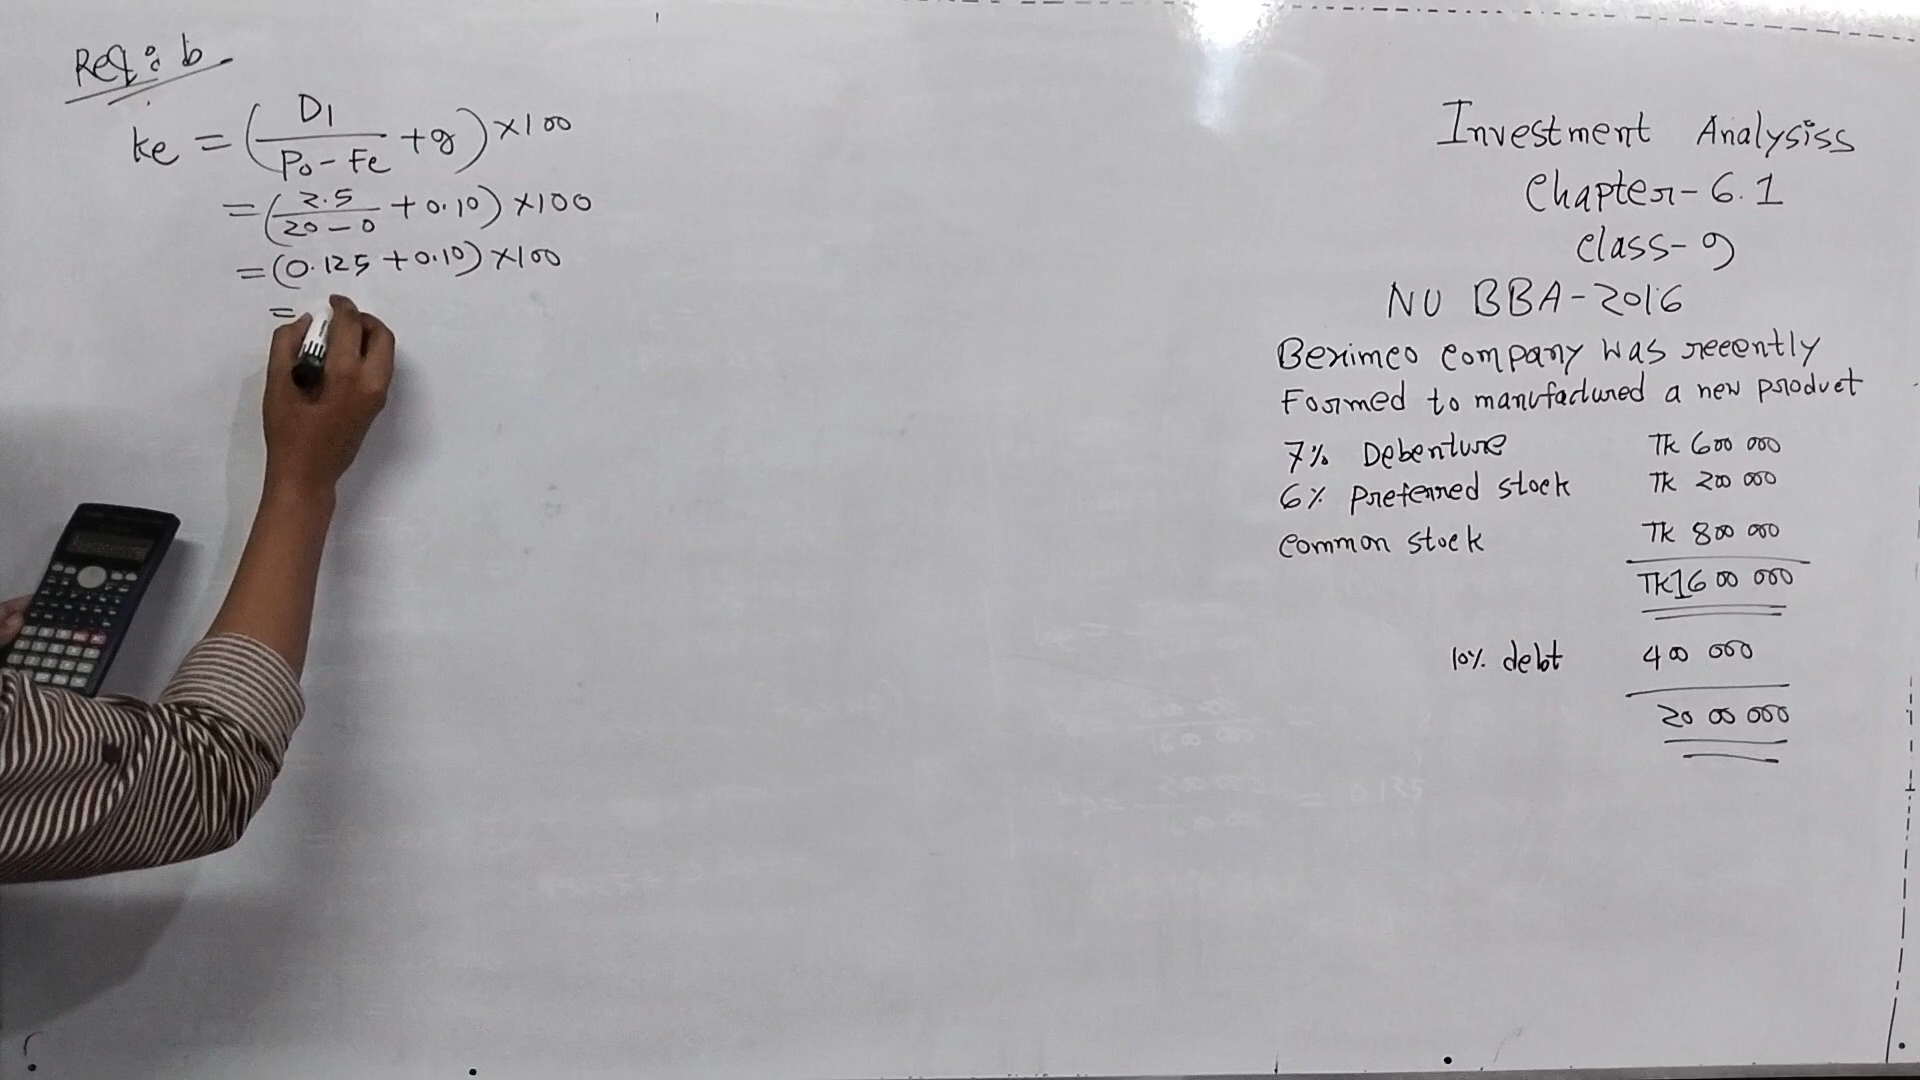 Req: b
ke = (D1 / P0 - Fe + g) × 100
= (2.5 / 20 - 0 + 0.10) × 100
= (0.125 + 0.10) × 100
=
Investment Analysiss
Chapter - 6.1
Class - 9
NU BBA - 2016
Beximco company was recently
Formed to manufactured a new product
7% Debenture Tk 600 000
6% preferred stock Tk 200 000
common stock Tk 800 000
Tk 16 00 000
10% debt 400 000
20 00 000